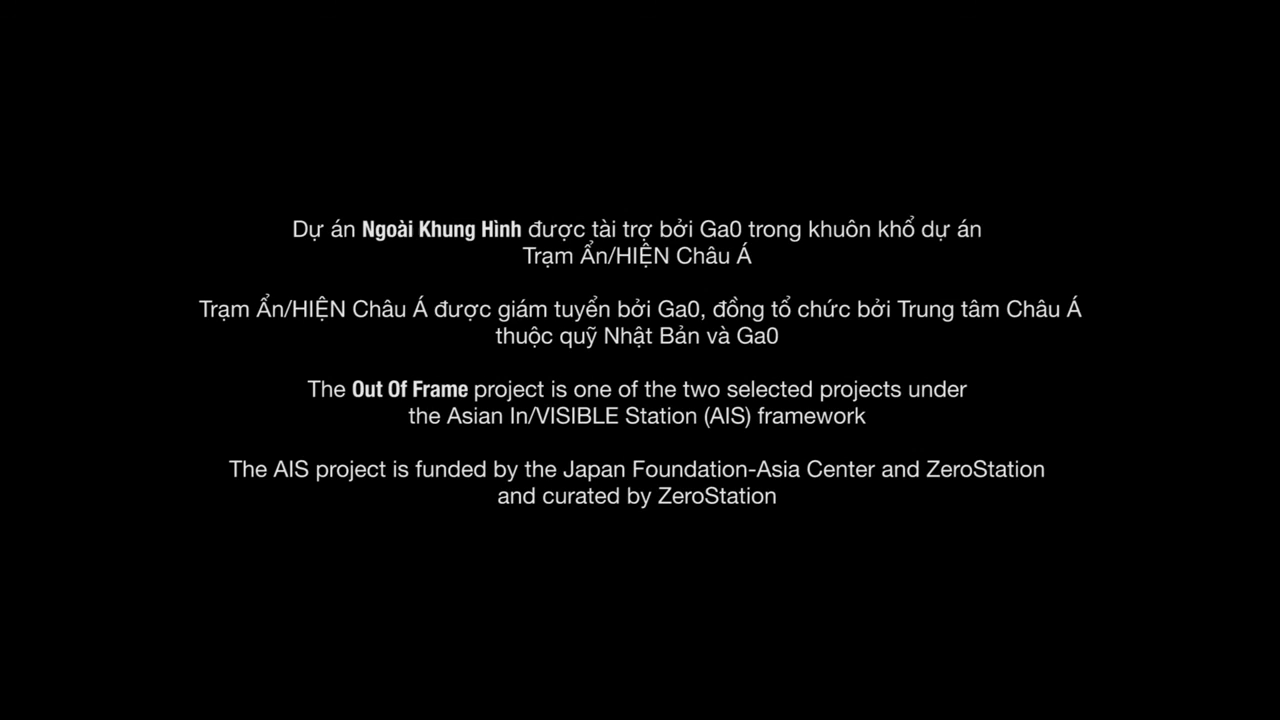 Dự án Ngoài Khung Hình được tài trợ bởi Ga0 trong khuôn khổ dự án
Trạm Ẩn/HIỆN Châu Á
Trạm Ẩn/HIỆN Châu Á được giám tuyển bởi Ga0, đồng tổ chức bởi Trung tâm Châu Á
thuộc quỹ Nhật Bản và Ga0
The Out Of Frame project is one of the two selected projects under
the Asian In/VISIBLE Station (AIS) framework
The AIS project is funded by the Japan Foundation-Asia Center and ZeroStation
and curated by ZeroStation